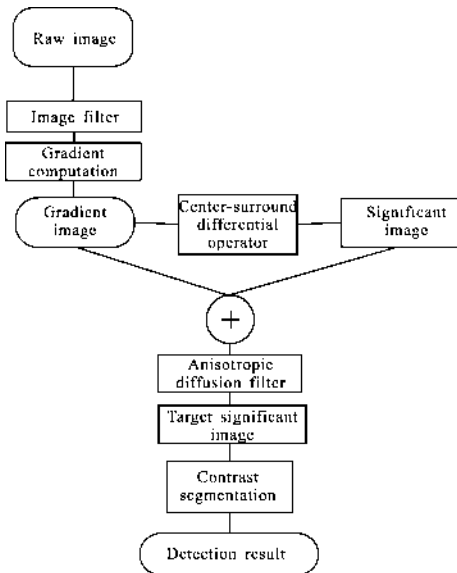 Raw image
Image filter
Gradient
computation
Gradient
image
Center-surround
differential
operator
Significant
image
+
Anisotropic
diffusion filter
Target significant
image
Contrast
segmentation
Detection result